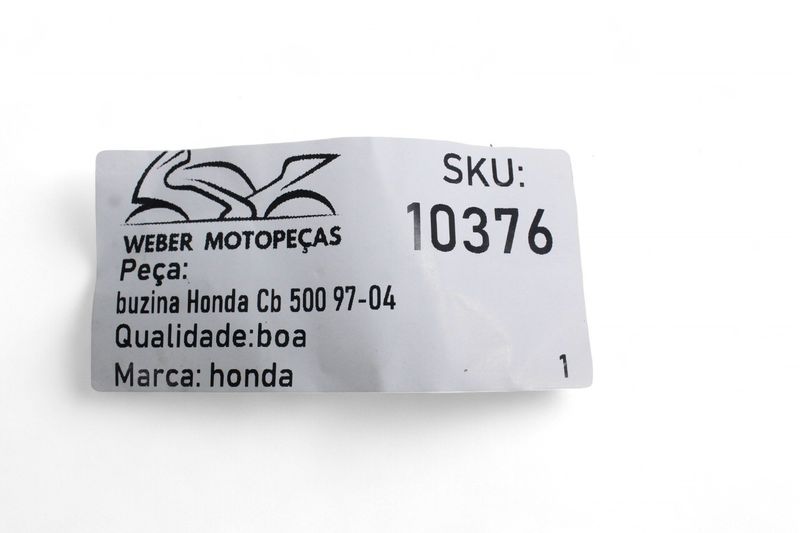 WEBER MOTOPEÇAS
SKU:
10376
Peça:
buzina Honda Cb 500 97-04
Qualidade:boa
Marca: honda
1